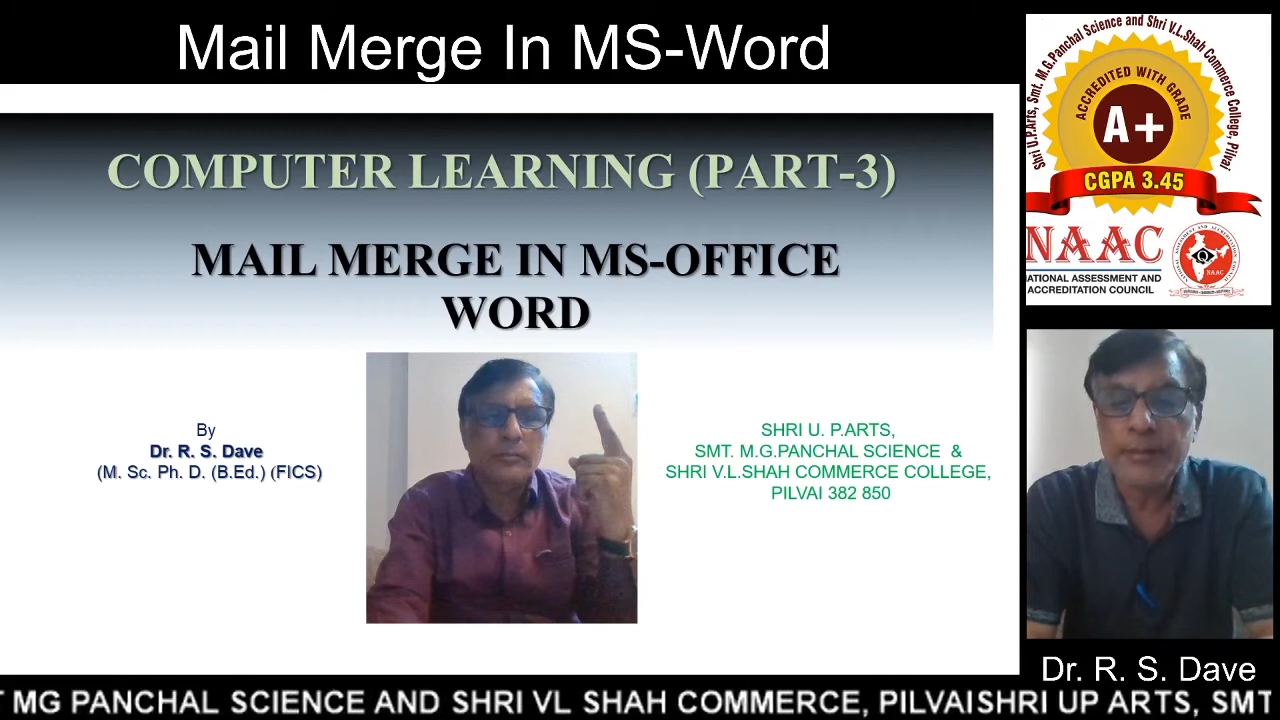 Mail Merge In MS-Word
COMPUTER LEARNING (PART-3)
MAIL MERGE IN MS-OFFICE
WORD
By
Dr. R. S. Dave
(M. Sc. Ph. D. (B.Ed.) (FICS)
SHRI U. P.ARTS,
SMT. M.G.PANCHAL SCIENCE &
SHRI V.L.SHAH COMMERCE COLLEGE,
PILVAI 382 850
Shri U.P.Arts, Smt. M.G.Panchal Science and Shri V.L.Shah Commerce College, Pilvai
ACCREDITED WITH GRADE
A+
CGPA 3.45
NAAC
NAAC
NATIONAL ASSESSMENT AND
ACCREDITATION COUNCIL
Dr. R. S. Dave
T MG PANCHAL SCIENCE AND SHRI VL SHAH COMMERCE, PILVAISHRI UP ARTS, SMT